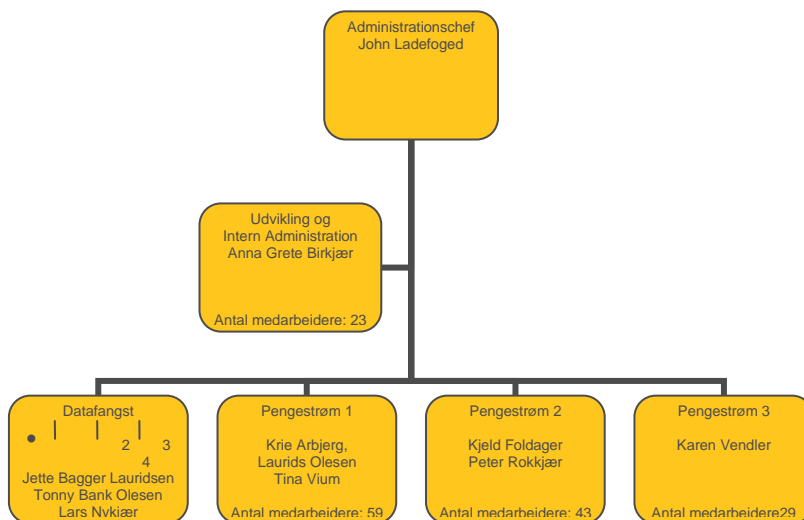 Administrationschef
John Ladefoged
Udvikling og
Intern Administration
Anna Grete Birkjær
Antal medarbeidere: 23
Datafangst
• | | |
2 3
4
Jette Bagger Lauridsen
Tonny Bank Olesen
Lars Nykjær
Pengestrøm 1
Krie Arbjerg,
Laurids Olesen
Tina Vium
Antal medarbeidere: 59
Pengestrøm 2
Kjeld Foldager
Peter Rokkjær
Antal medarbeidere: 43
Pengestrøm 3
Karen Vendler
Antal medarbeidere29